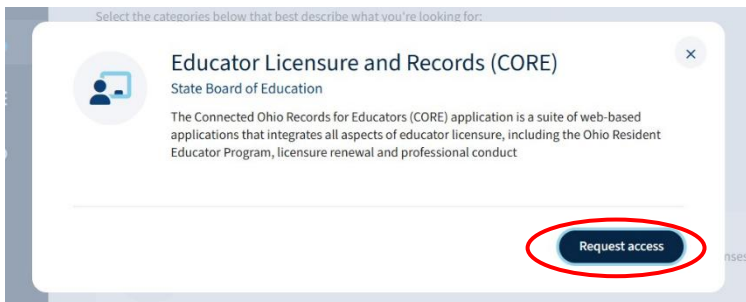 Select the categories below that best describe what you're looking for:
Educator Licensure and Records (CORE)
State Board of Education
The Connected Ohio Records for Educators (CORE) application is a suite of web-based
applications that integrates all aspects of educator licensure, including the Ohio Resident
Educator Program, licensure renewal and professional conduct
Request access